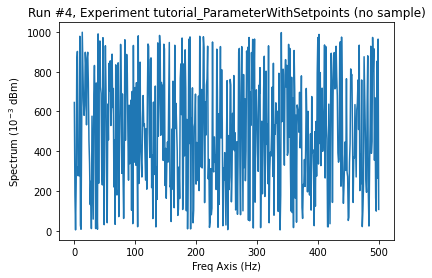 Run #4, Experiment tutorial_ParameterWithSetpoints (no sample)
Spectrum (10⁻³ dBm)
1000
800
600
400
200
0
0 100 200 300 400 500
Freq Axis (Hz)